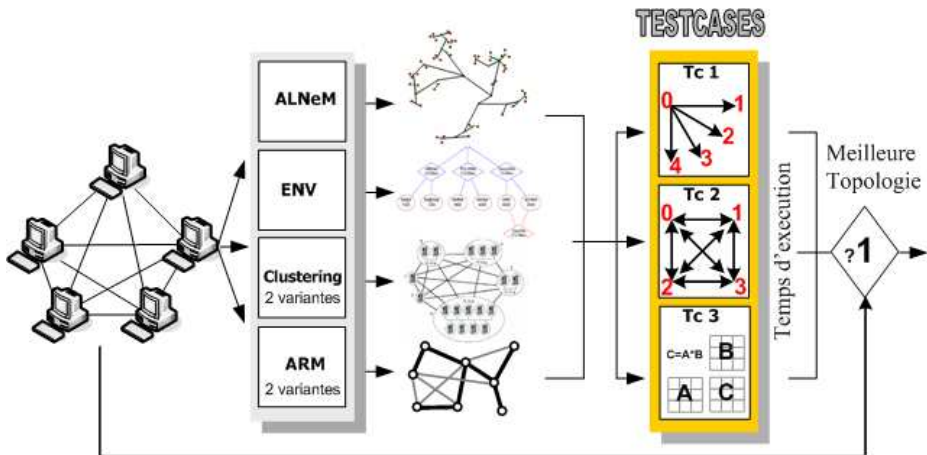 TESTCASES
ALNeM
ENV
Clustering
2 variantes
ARM
2 variantes
Tc 1
0
1
2
3
4
Tc 2
0
1
2
3
Tc 3
C=A*B
B
A
C
Temps d'execution
Meilleure
Topologie
?1